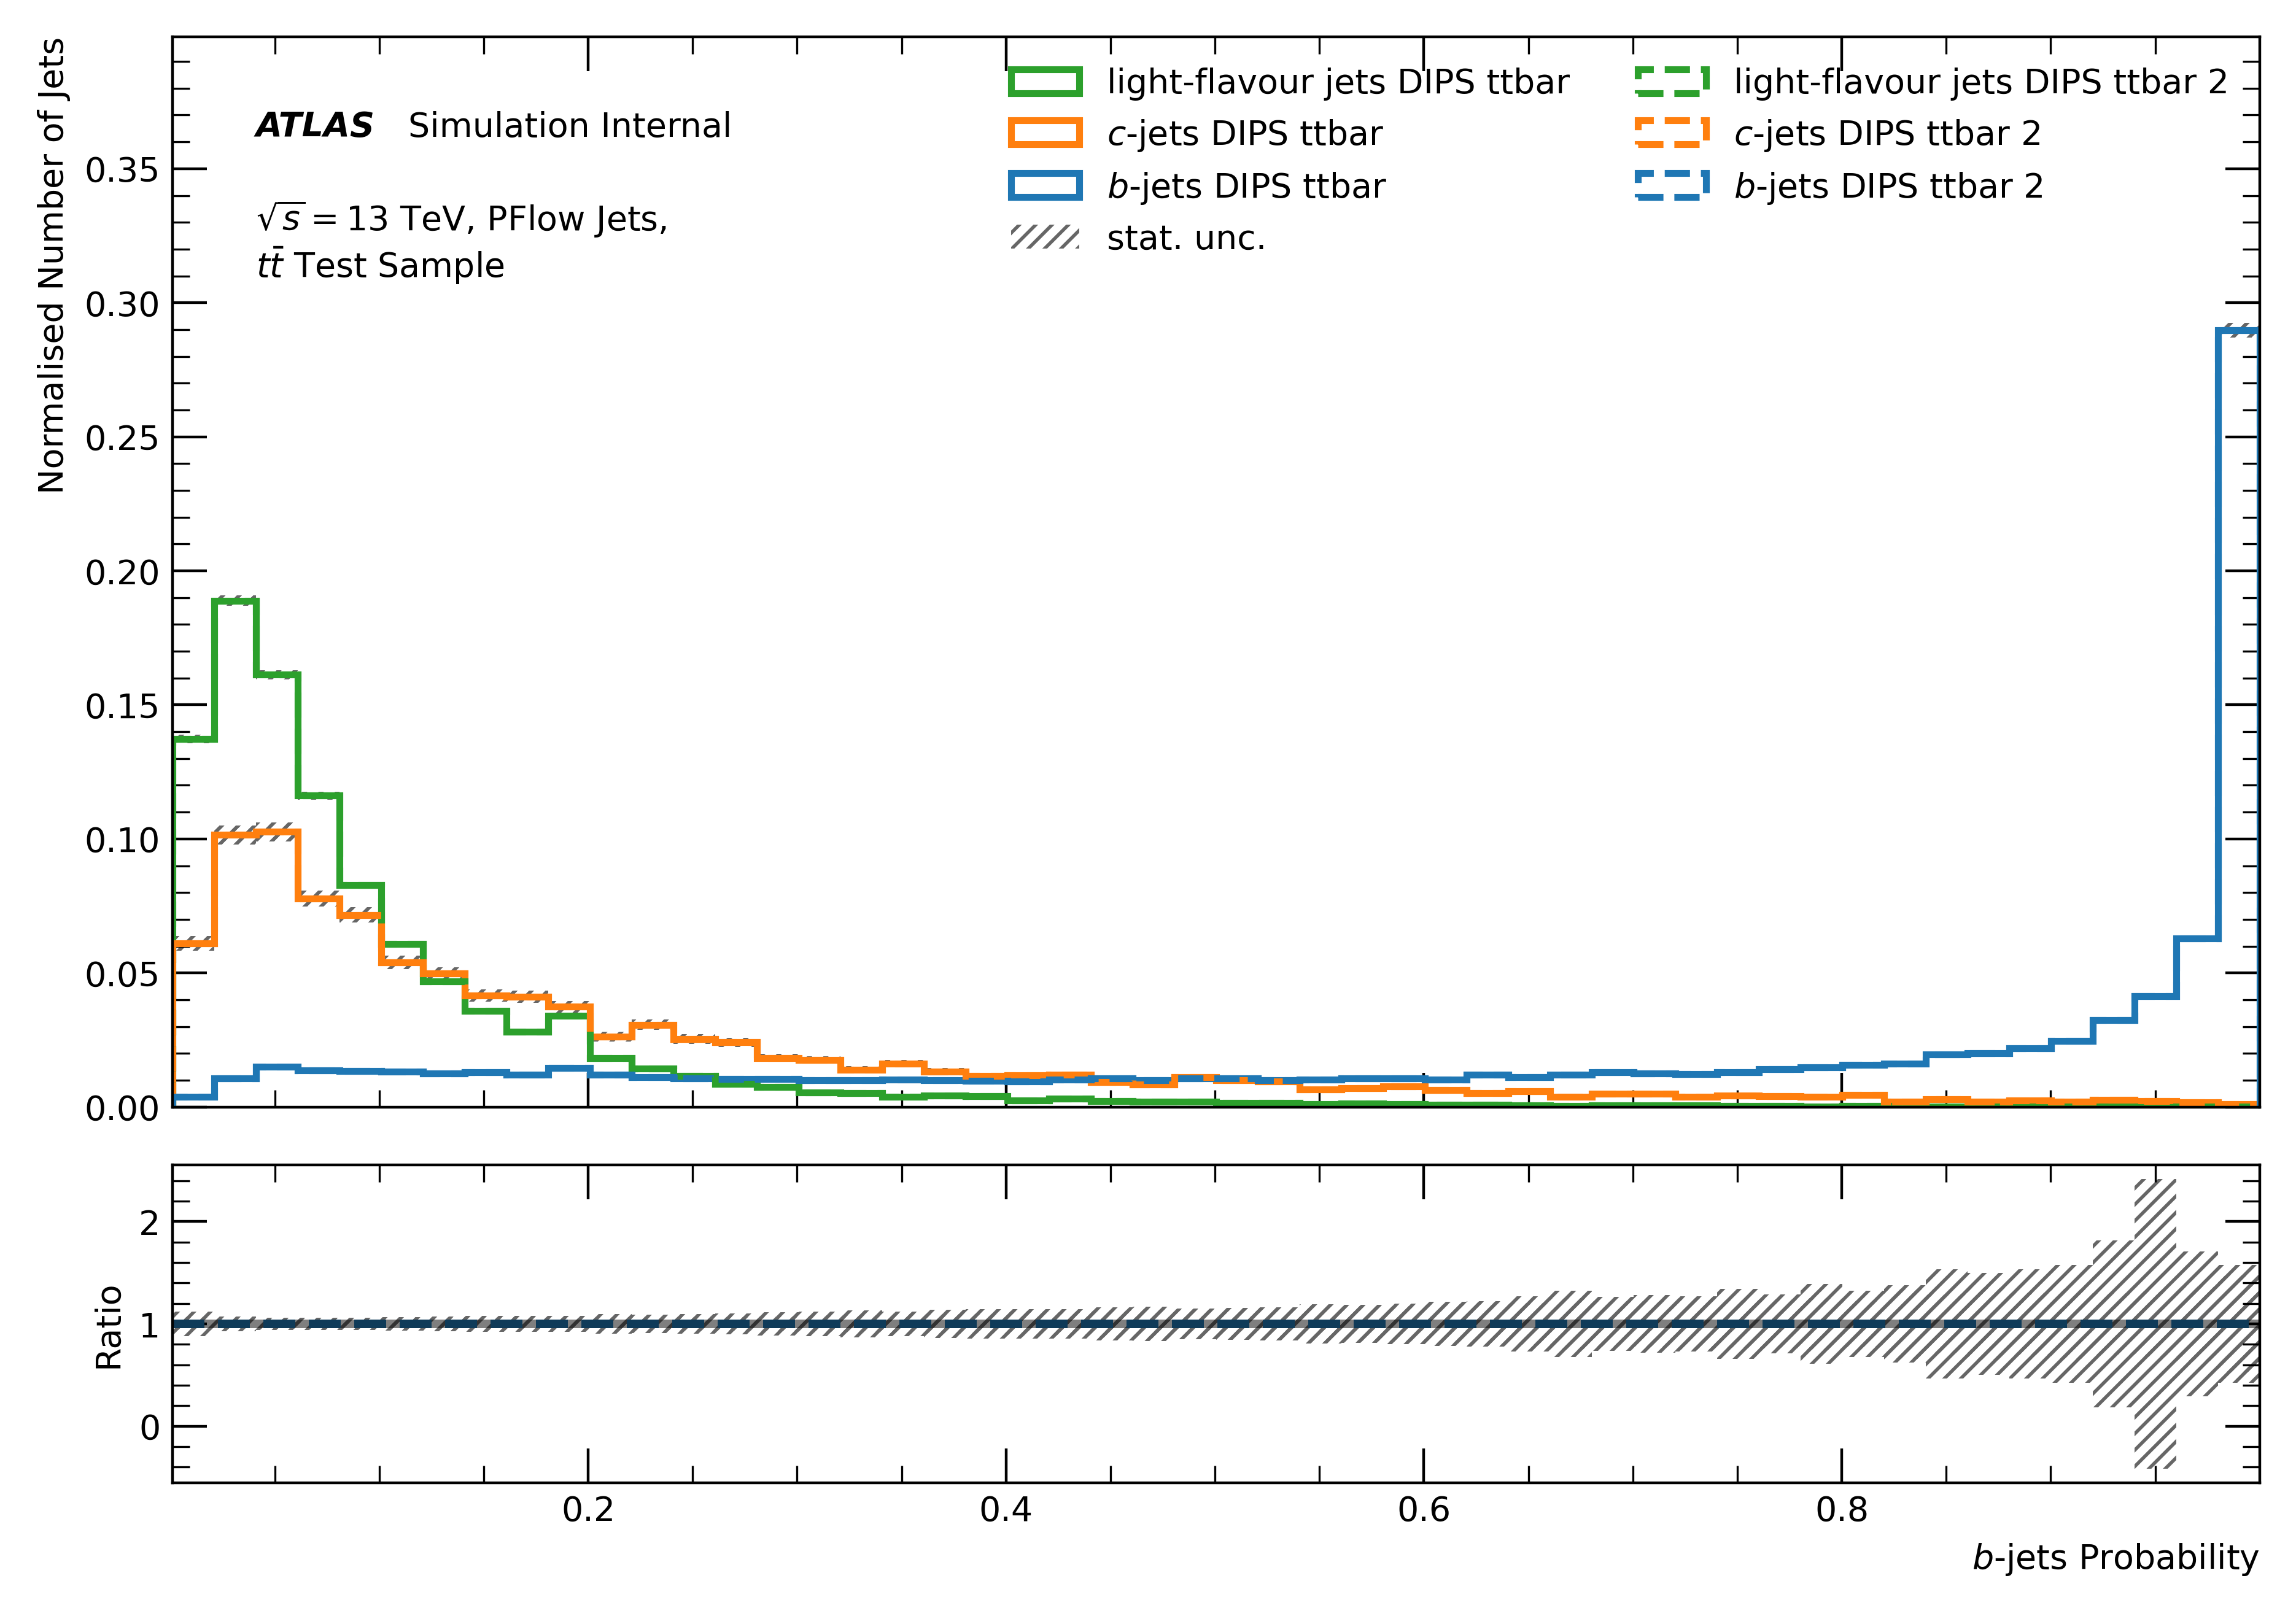 Normalised Number of Jets
ATLAS Simulation Internal
√s = 13 TeV, PFlow Jets,
tt̄ Test Sample
light-flavour jets DIPS ttbar
c-jets DIPS ttbar
b-jets DIPS ttbar
stat. unc.
light-flavour jets DIPS ttbar 2
c-jets DIPS ttbar 2
b-jets DIPS ttbar 2
0.35
0.30
0.25
0.20
0.15
0.10
0.05
0.00
Ratio
2
1
0
0.2 0.4 0.6 0.8
b-jets Probability